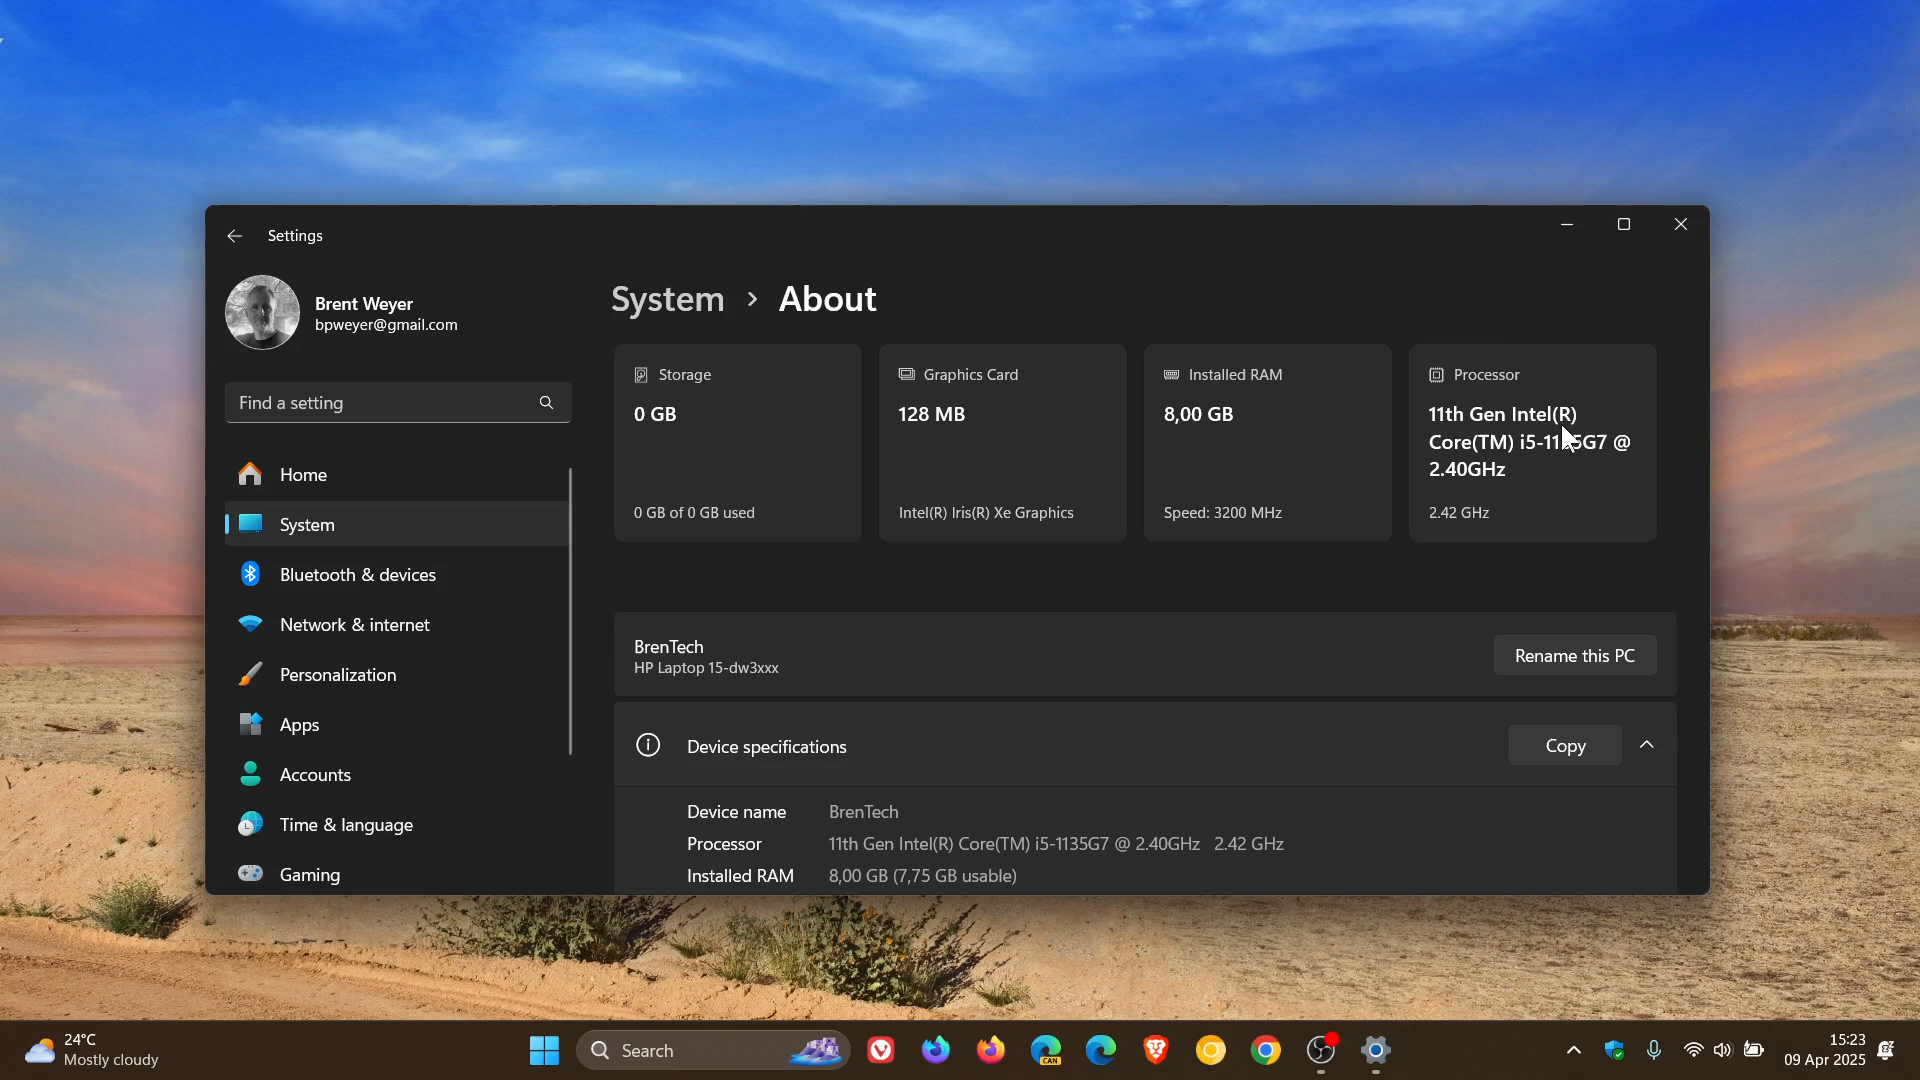 Settings
Brent Weyer
bpweyer@gmail.com
Find a setting
Home
System
Bluetooth & devices
Network & internet
Personalization
Apps
Accounts
Time & language
Gaming
System > About
Storage
0 GB
0 GB of 0 GB used
Graphics Card
128 MB
Intel(R) Iris(R) Xe Graphics
Installed RAM
8,00 GB
Speed: 3200 MHz
Processor
11th Gen Intel(R)
Core(TM) i5-1135G7 @
2.40GHz
2.42 GHz
BrenTech
HP Laptop 15-dw3xxx
Rename this PC
Device specifications
Copy
Device name BrenTech
Processor 11th Gen Intel(R) Core(TM) i5-1135G7 @ 2.40GHz 2.42 GHz
Installed RAM 8,00 GB (7,75 GB usable)
24°C
Mostly cloudy
Search
CAN
15:23
09 Apr 2025